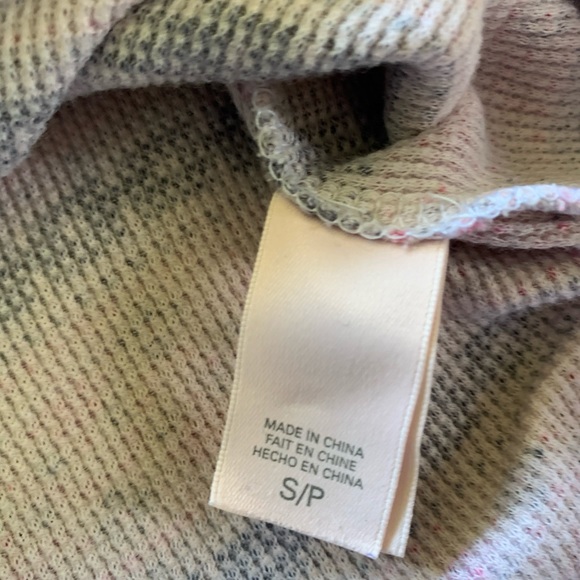 MADE IN CHINA
FAIT EN CHINE
HECHO EN CHINA
S/P